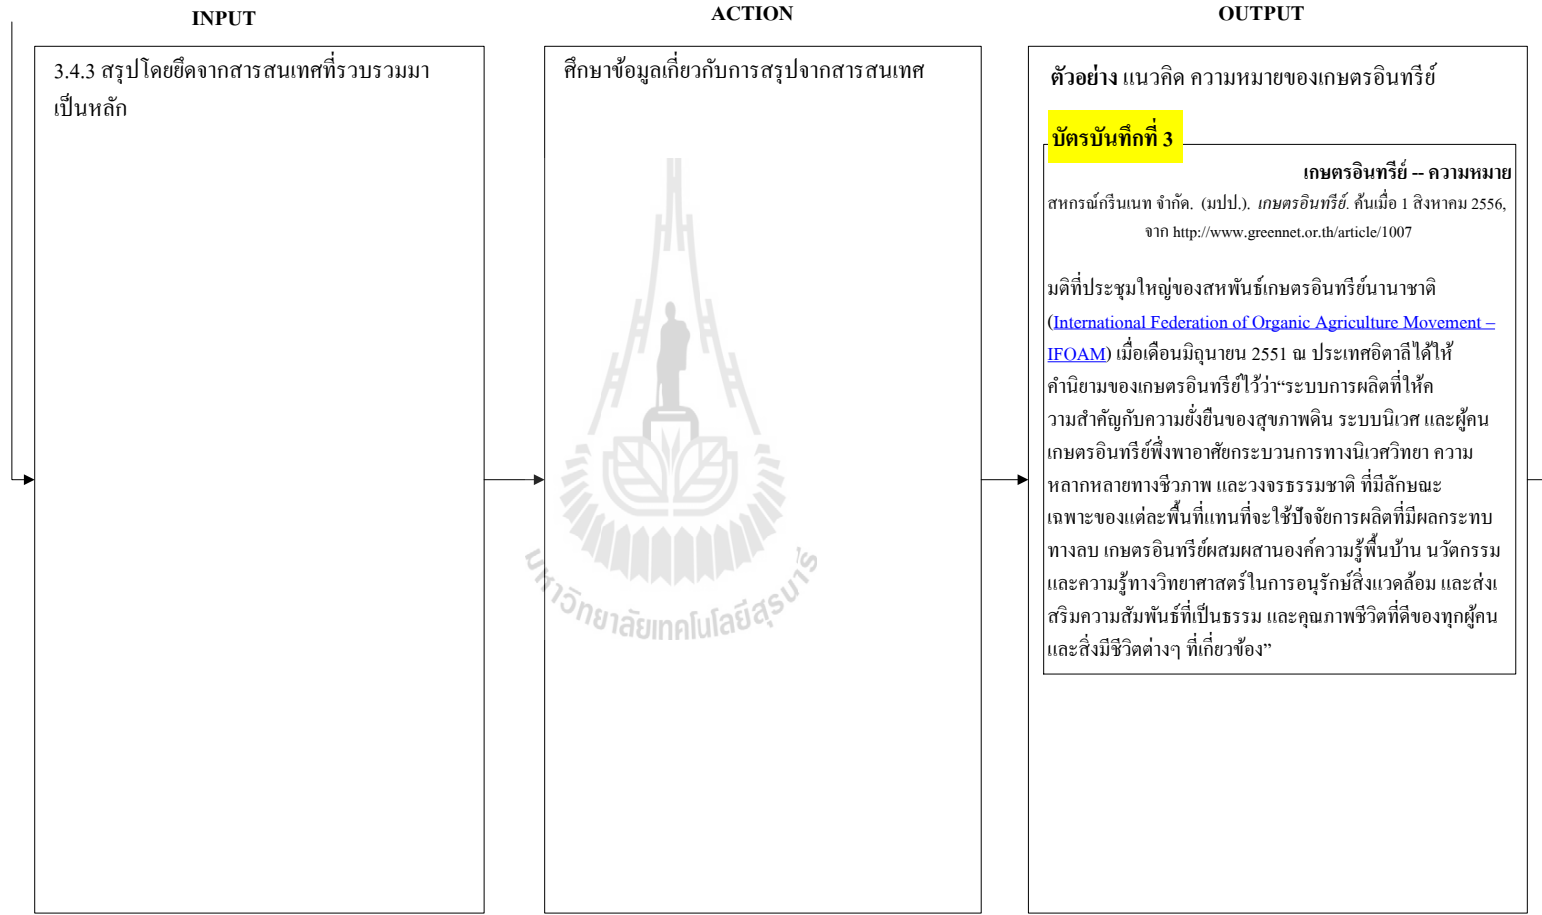 INPUT
ACTION
OUTPUT
3.4.3 สรุปโดยยึดจากสารสนเทศที่รวบรวมมา
เป็นหลัก
ศึกษาข้อมูลเกี่ยวกับการสรุปจากสารสนเทศ
มหาวิทยาลัยเทคโนโลยีสุรนารี
ตัวอย่าง แนวคิด ความหมายของเกษตรอินทรีย์
บัตรบันทึกที่ 3
เกษตรอินทรีย์ -- ความหมาย
สหกรณ์กรีนเนท จำกัด. (มปป.). เกษตรอินทรีย์. ค้นเมื่อ 1 สิงหาคม 2556,
จาก http://www.greennet.or.th/article/1007
มติที่ประชุมใหญ่ของสหพันธ์เกษตรอินทรีย์นานาชาติ
(International Federation of Organic Agriculture Movement –
IFOAM) เมื่อเดือนมิถุนายน 2551 ณ ประเทศอิตาลีได้ให้
คำนิยามของเกษตรอินทรีย์ไว้ว่า“ระบบการผลิตที่ให้ค
วามสำคัญกับความยั่งยืนของสุขภาพดิน ระบบนิเวศ และผู้คน
เกษตรอินทรีย์พึ่งพาอาศัยกระบวนการทางนิเวศวิทยา ความ
หลากหลายทางชีวภาพ และวงจรธรรมชาติ ที่มีลักษณะ
เฉพาะของแต่ละพื้นที่แทนที่จะใช้ปัจจัยการผลิตที่มีผลกระทบ
ทางลบ เกษตรอินทรีย์ผสมผสานองค์ความรู้พื้นบ้าน นวัตกรรม
และความรู้ทางวิทยาศาสตร์ในการอนุรักษ์สิ่งแวดล้อม และส่งเ
สริมความสัมพันธ์ที่เป็นธรรม และคุณภาพชีวิตที่ดีของทุกผู้คน
และสิ่งมีชีวิตต่างๆ ที่เกี่ยวข้อง”